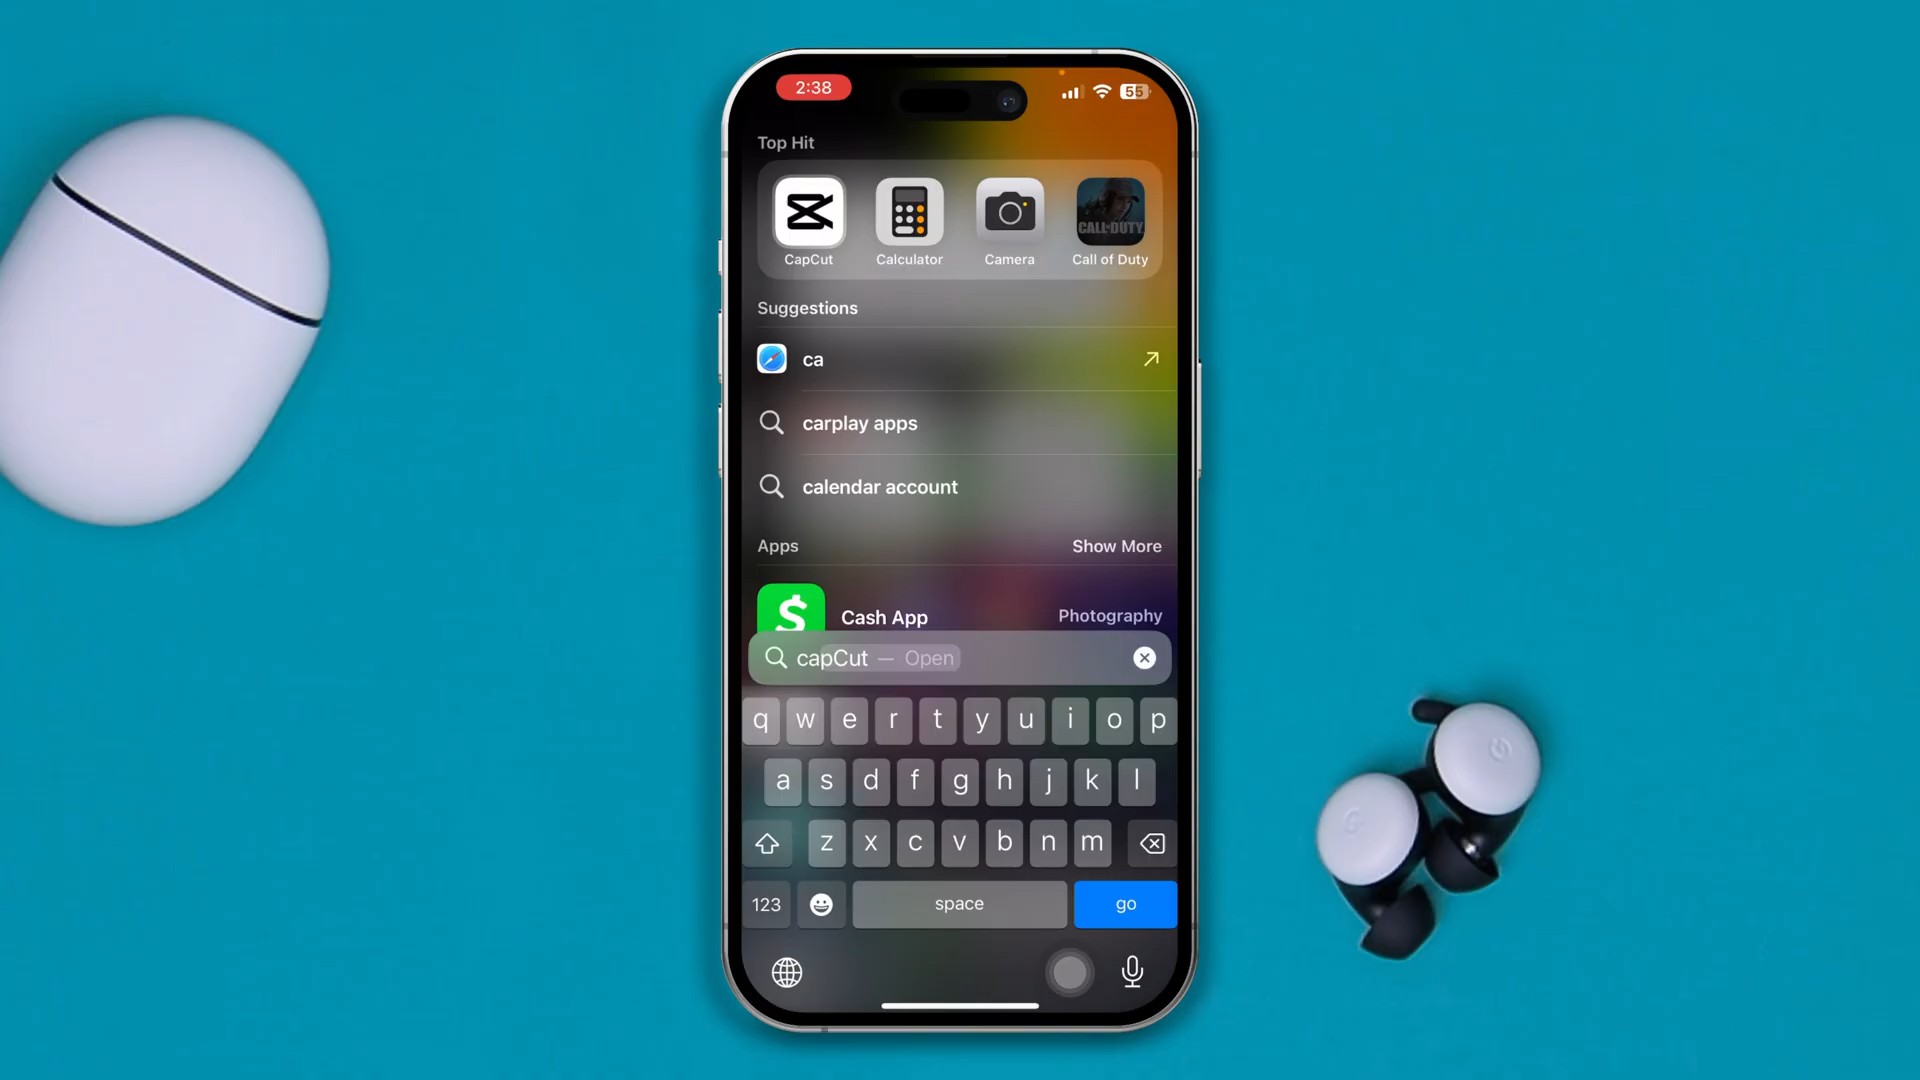 2:38
55
Top Hit
CALL·DUTY
CapCut
Calculator
Camera
Call of Duty
Suggestions
ca
carplay apps
calendar account
Apps
Show More
Cash App
Photography
capCut — Open
q w e r t y u i o p
a s d f g h j k l
z x c v b n m
123
space
go